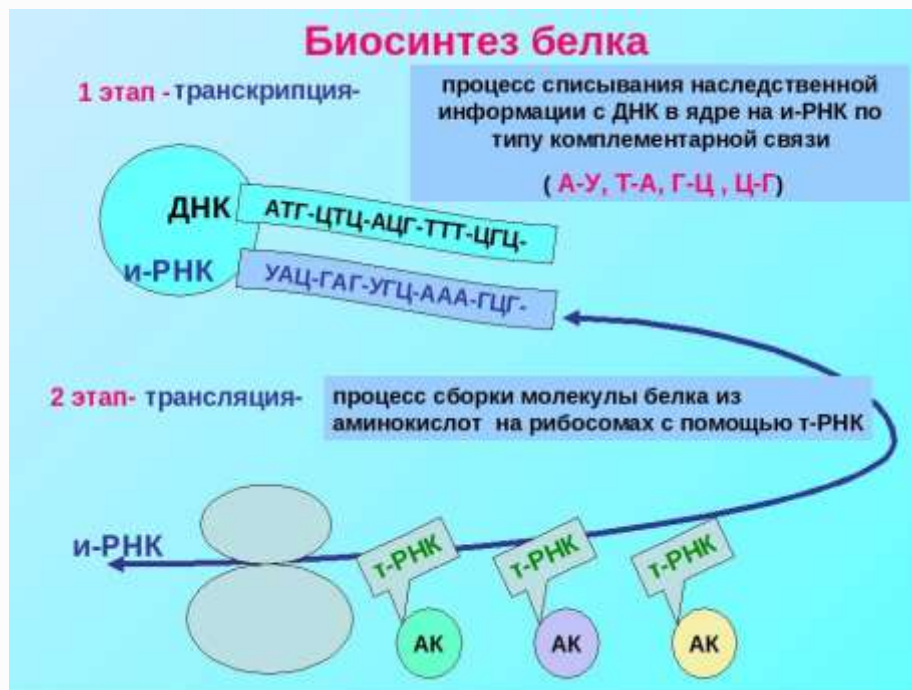 Биосинтез белка
1 этап -транскрипция-
процесс списывания наследственной
информации с ДНК в ядре на и-РНК по
типу комплементарной связи
( А-У, Т-А, Г-Ц , Ц-Г)
ДНК
АТГ-ЦТЦ-АЦГ-ТТТ-ЦГЦ-
и-РНК
УАЦ-ГАГ-УГЦ-ААА-ГЦГ-
2 этап- трансляция-
процесс сборки молекулы белка из
аминокислот на рибосомах с помощью т-РНК
и-РНК
т-РНК
т-РНК
т-РНК
АК
АК
АК